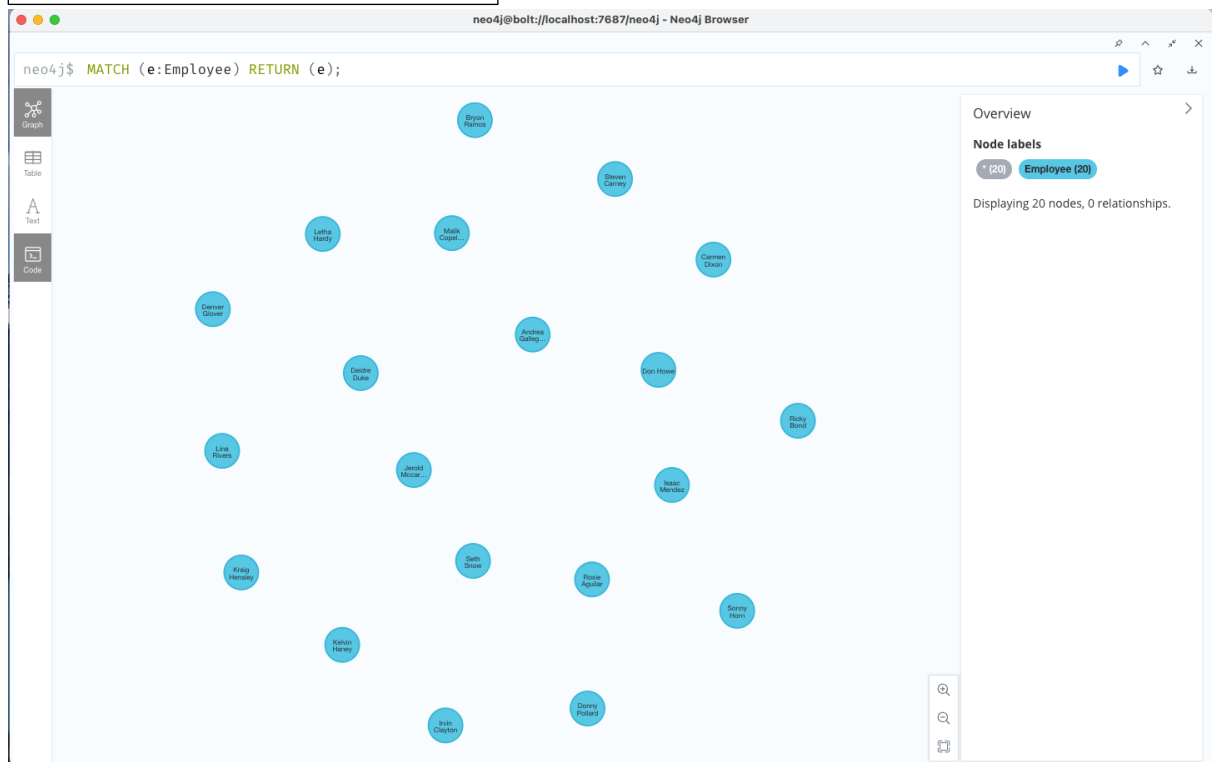 neo4j@bolt://localhost:7687/neo4j - Neo4j Browser
neo4j$ MATCH (e:Employee) RETURN (e);
Graph
Table
Text
Code
Bryon
Ramos
Steven
Carney
Letha
Hardy
Malik
Copel...
Carmen
Dixon
Denver
Glover
Andrea
Galleg...
Deidre
Duke
Don Howe
Ricky
Bond
Lina
Rivers
Jerold
Mccar...
Isaac
Mendez
Kraig
Hensley
Seth
Snow
Roxie
Aguilar
Sonny
Horn
Kelvin
Haney
Donny
Pollard
Irvin
Clayton
Overview
Node labels
* (20) Employee (20)
Displaying 20 nodes, 0 relationships.